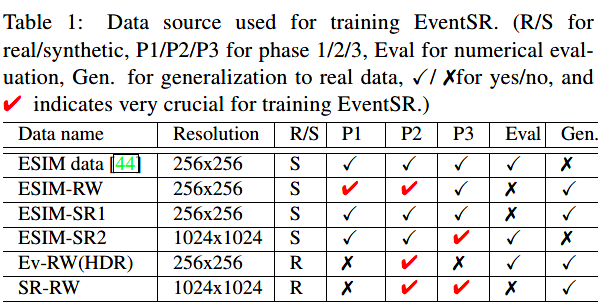 Table 1: Data source used for training EventSR. (R/S for
real/synthetic, P1/P2/P3 for phase 1/2/3, Eval for numerical eval-
uation, Gen. for generalization to real data, ✓/ ✗for yes/no, and
✔ indicates very crucial for training EventSR.)
Data name Resolution R/S P1 P2 P3 Eval Gen.
ESIM data [44] 256x256 S ✓ ✓ ✓ ✓ ✗
ESIM-RW 256x256 S ✔ ✔ ✓ ✗ ✓
ESIM-SR1 256x256 S ✓ ✓ ✓ ✗ ✓
ESIM-SR2 1024x1024 S ✓ ✓ ✔ ✓ ✗
Ev-RW(HDR) 256x256 R ✗ ✔ ✗ ✓ ✓
SR-RW 1024x1024 R ✗ ✔ ✔ ✗ ✓